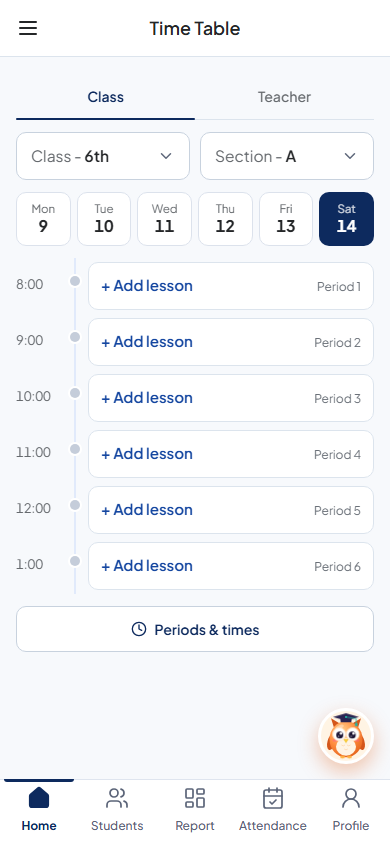 Time Table
Class Teacher
Class - 6th Section - A
Mon Tue Wed Thu Fri Sat
9 10 11 12 13 14
8:00 + Add lesson Period 1
9:00 + Add lesson Period 2
10:00 + Add lesson Period 3
11:00 + Add lesson Period 4
12:00 + Add lesson Period 5
1:00 + Add lesson Period 6
Periods & times
Home Students Report Attendance Profile